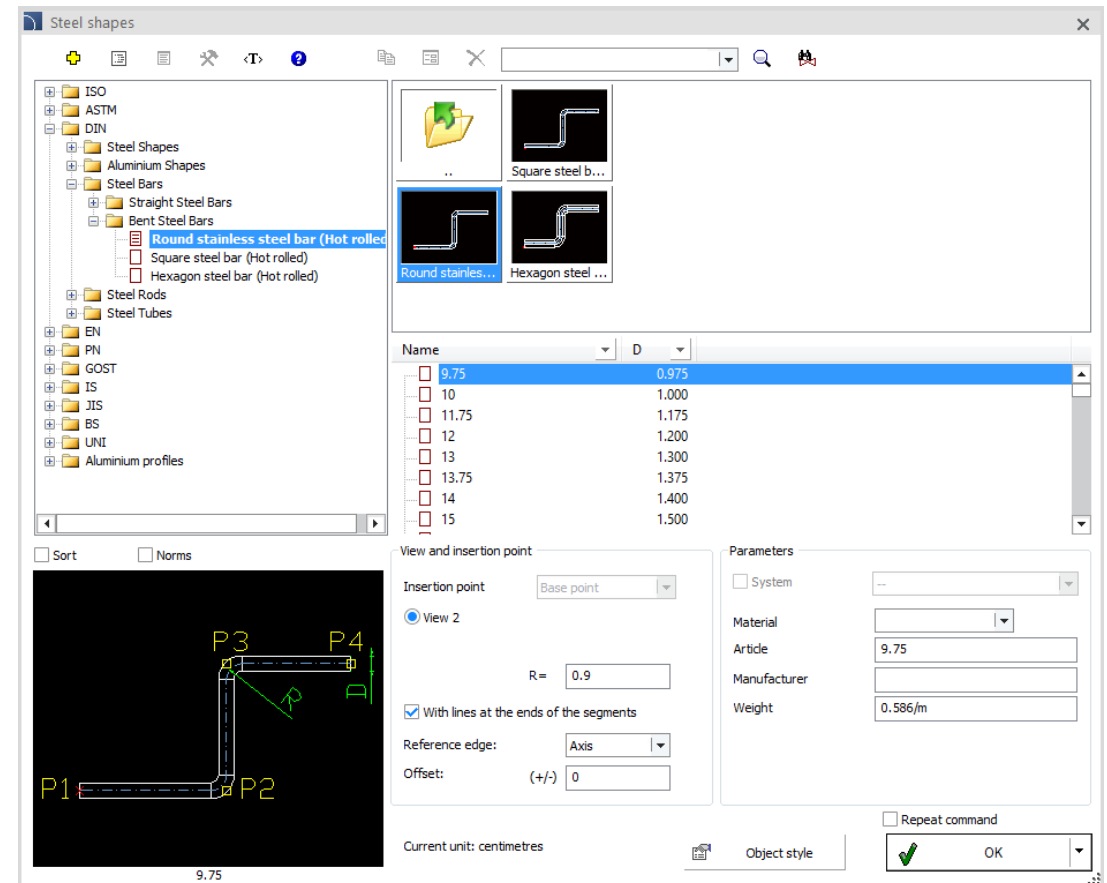 Steel shapes
<T>
ISO
ASTM
DIN
Steel Shapes
Aluminium Shapes
Steel Bars
Straight Steel Bars
Bent Steel Bars
Round stainless steel bar (Hot rolled
Square steel bar (Hot rolled)
Hexagon steel bar (Hot rolled)
Steel Rods
Steel Tubes
EN
PN
GOST
IS
JIS
BS
UNI
Aluminium profiles
..
Square steel b...
Round stainles...
Hexagon steel ...
Name D
9.75 0.975
10 1.000
11.75 1.175
12 1.200
13 1.300
13.75 1.375
14 1.400
15 1.500
Sort Norms
P1 P2 P3 P4 R D
9.75
View and insertion point
Insertion point Base point
View 2
R= 0.9
With lines at the ends of the segments
Reference edge: Axis
Offset: (+/-) 0
Parameters
System --
Material
Article 9.75
Manufacturer
Weight 0.586/m
Repeat command
Current unit: centimetres
Object style
OK